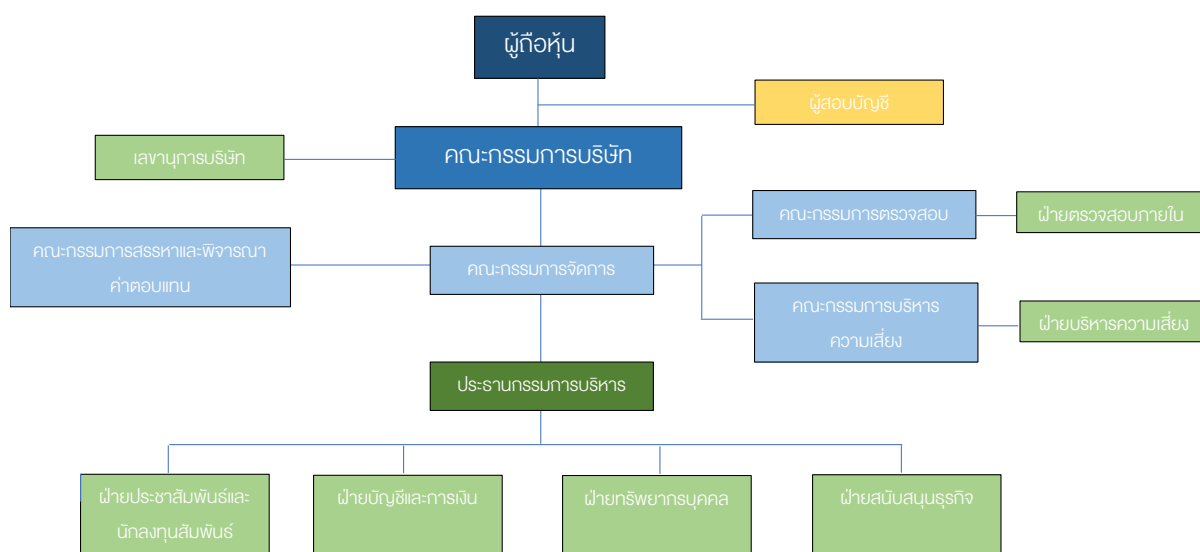 ผู้ถือหุ้น
ผู้สอบบัญชี
คณะกรรมการบริษัท
เลขานุการบริษัท
คณะกรรมการตรวจสอบ
ฝ่ายตรวจสอบภายใน
คณะกรรมการสรรหาและพิจารณา
ค่าตอบแทน
คณะกรรมการจัดการ
คณะกรรมการบริหาร
ความเสี่ยง
ฝ่ายบริหารความเสี่ยง
ประธานกรรมการบริหาร
ฝ่ายประชาสัมพันธ์และ
นักลงทุนสัมพันธ์
ฝ่ายบัญชีและการเงิน
ฝ่ายทรัพยากรบุคคล
ฝ่ายสนับสนุนธุรกิจ